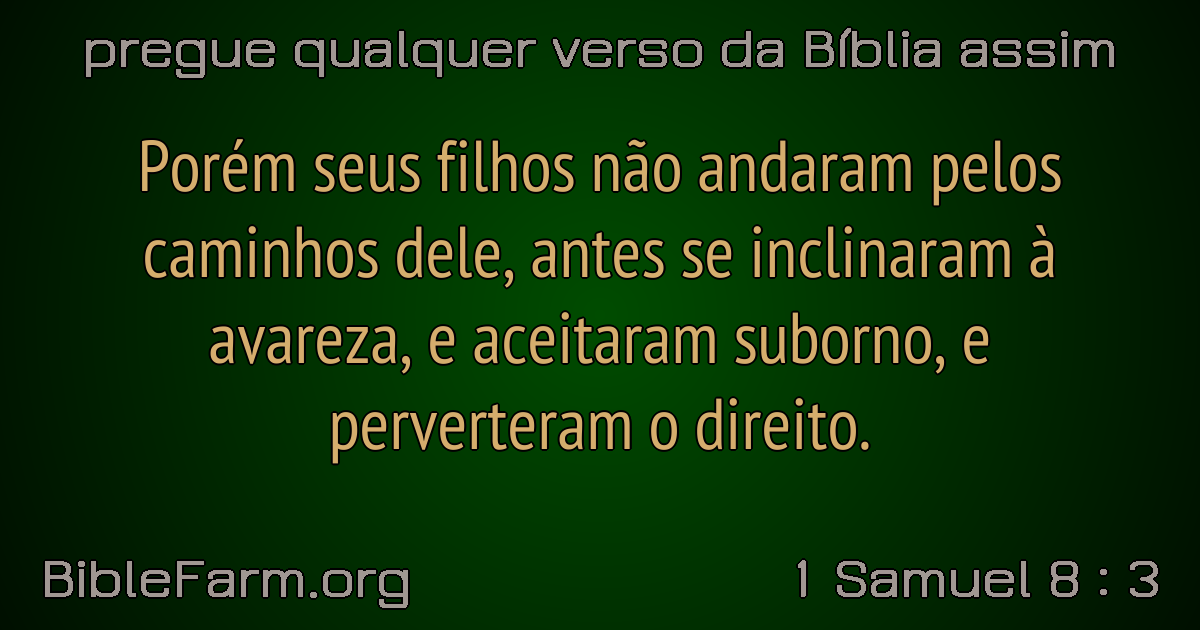 pregue qualquer verso da Bíblia assim
Porém seus filhos não andaram pelos
caminhos dele, antes se inclinaram à
avareza, e aceitaram suborno, e
perverteram o direito.
BibleFarm.org
1 Samuel 8 : 3